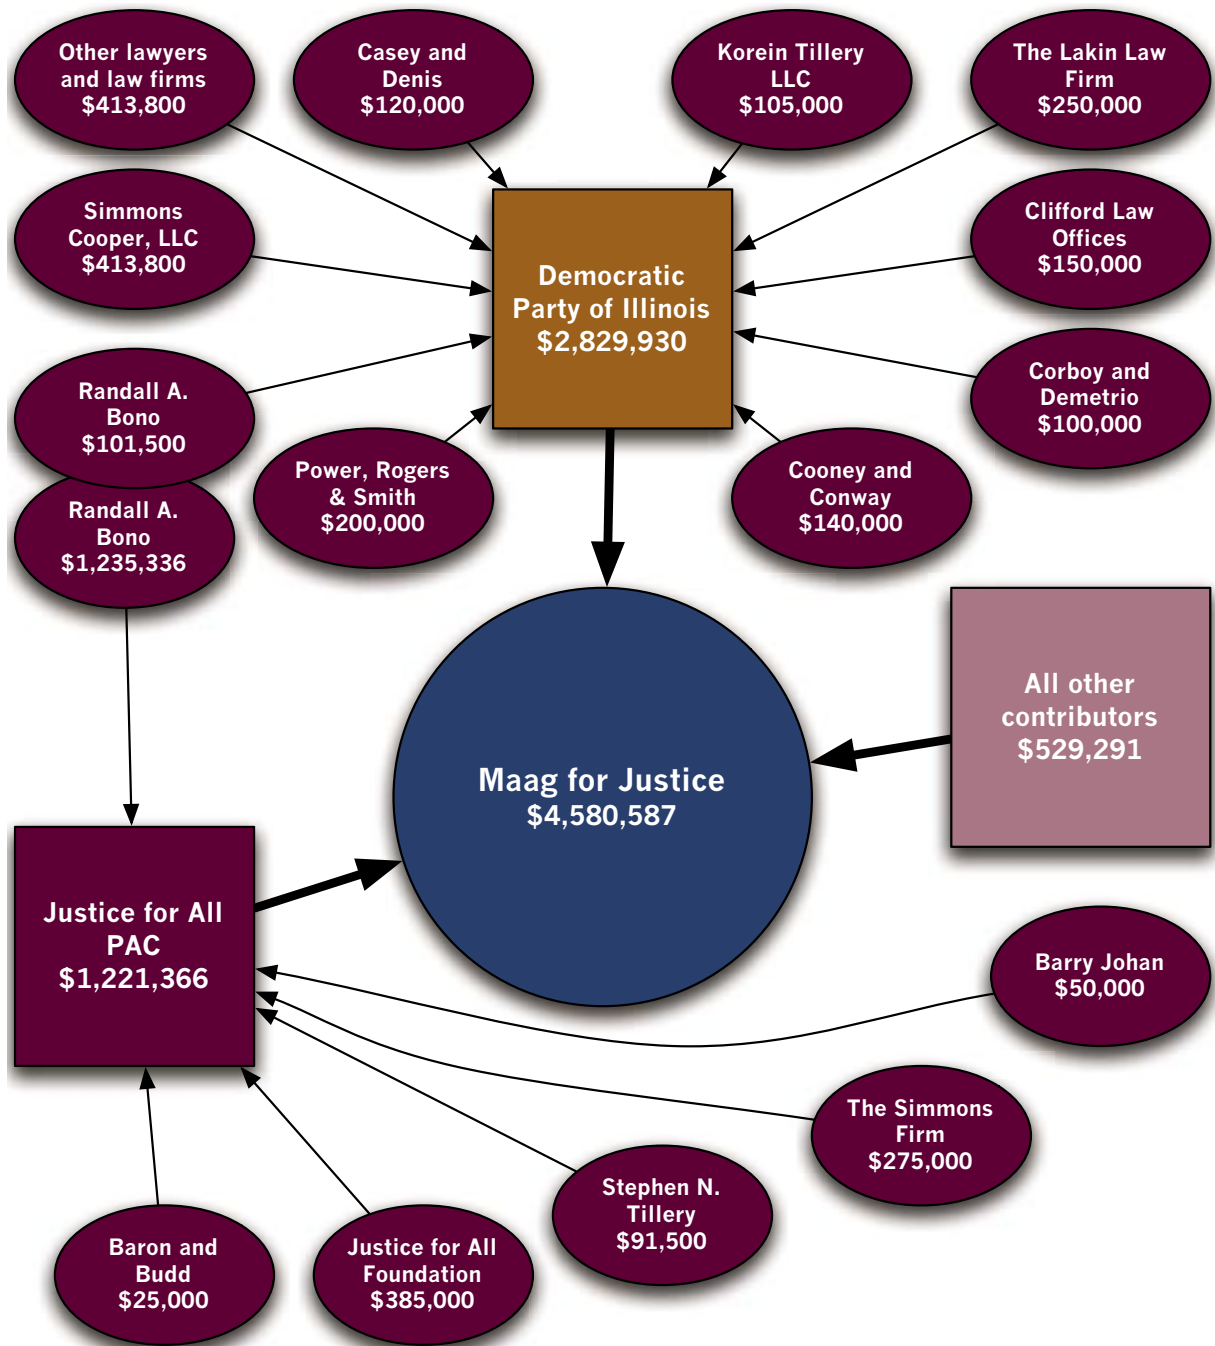 Other lawyers
and law firms
$413,800
Casey and
Denis
$120,000
Korein Tillery
LLC
$105,000
The Lakin Law
Firm
$250,000
Simmons
Cooper, LLC
$413,800
Democratic
Party of Illinois
$2,829,930
Clifford Law
Offices
$150,000
Randall A.
Bono
$101,500
Corboy and
Demetrio
$100,000
Power, Rogers
& Smith
$200,000
Cooney and
Conway
$140,000
Randall A.
Bono
$1,235,336
All other
contributors
$529,291
Maag for Justice
$4,580,587
Justice for All
PAC
$1,221,366
Barry Johan
$50,000
The Simmons
Firm
$275,000
Stephen N.
Tillery
$91,500
Baron and
Budd
$25,000
Justice for All
Foundation
$385,000